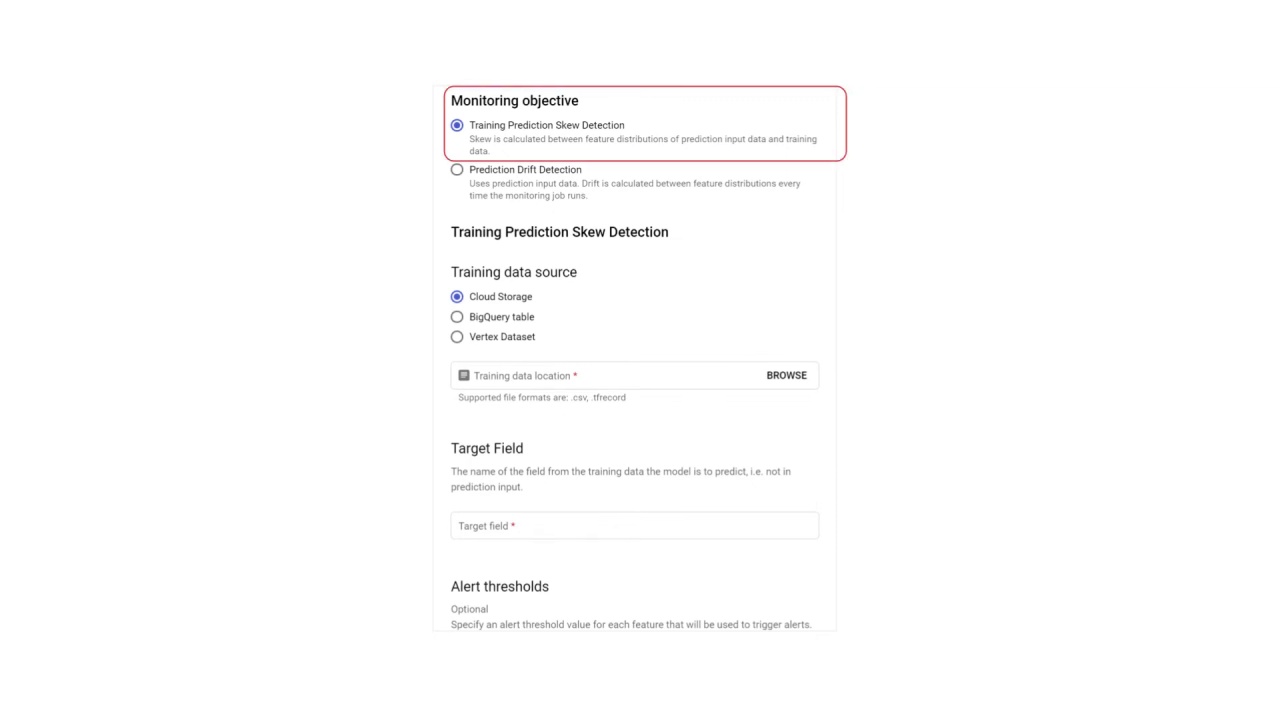 Monitoring objective
Training Prediction Skew Detection
Skew is calculated between feature distributions of prediction input data and training
data.
Prediction Drift Detection
Uses prediction input data. Drift is calculated between feature distributions every
time the monitoring job runs.
Training Prediction Skew Detection
Training data source
Cloud Storage
BigQuery table
Vertex Dataset
Training data location * BROWSE
Supported file formats are: .csv, .tfrecord
Target Field
The name of the field from the training data the model is to predict, i.e. not in
prediction input.
Target field *
Alert thresholds
Optional
Specify an alert threshold value for each feature that will be used to trigger alerts.